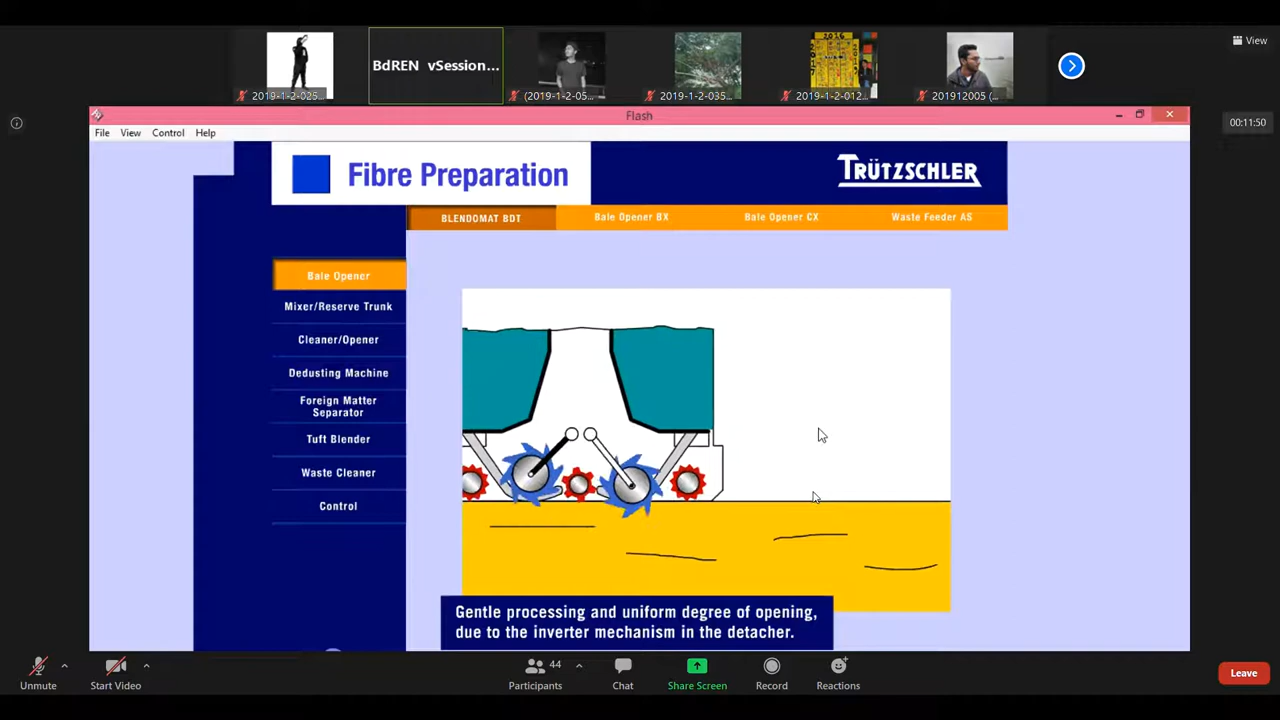 View
BdREN vSession...
2019-1-2-025...
(2019-1-2-05...
2019-1-2-035...
2019-1-2-012...
201912005 (...
00:11:50
Flash
File View Control Help
Fibre Preparation
TRÜTZSCHLER
BLENDOMAT BDT
Bale Opener BX
Bale Opener CX
Waste Feeder AS
Bale Opener
Mixer/Reserve Trunk
Cleaner/Opener
Dedusting Machine
Foreign Matter
Separator
Tuft Blender
Waste Cleaner
Control
Gentle processing and uniform degree of opening,
due to the inverter mechanism in the detacher.
Unmute
Start Video
44
Participants
Chat
Share Screen
Record
Reactions
Leave